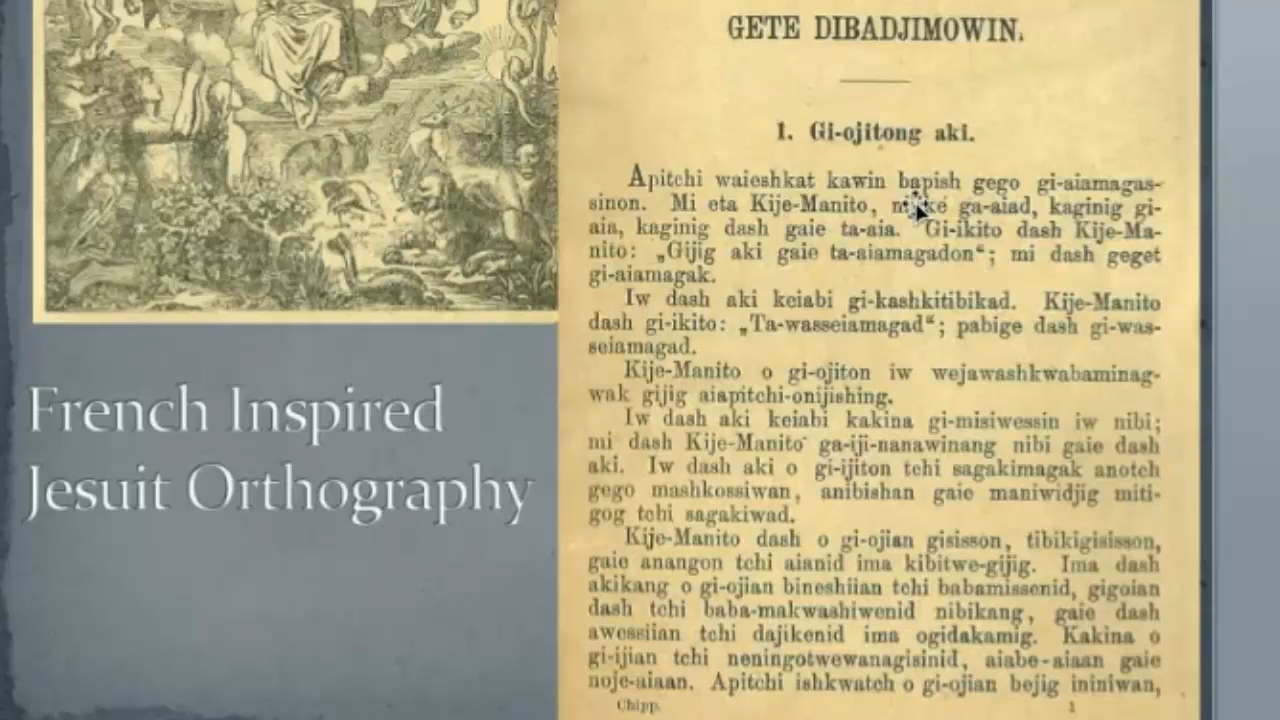 GETE DIBADJIMOWIN.
1. Gi-ojitong aki.
Apitchi waieshkat kawin bapish gego gi-aiamagas-
sinon. Mi eta Kije-Manito, ga-aiad, kaginig gi-
aia, kaginig dash gaie ta-aia. Gi-ikito dash Kije-Ma-
nito: „Gijig aki gaie ta-aiamagadon“; mi dash geget
gi-aiamagak.
Iw dash aki keiabi gi-kashkitibikad. Kije-Manito
dash gi-ikito: „Ta-wasseiamagad“; pabige dash gi-was-
seiamagad.
Kije-Manito o gi-ojiton iw wejawashkwabaminag-
wak gijig aiapitchi-onijishing.
Iw dash aki keiabi kakina gi-misiwessin iw nibi;
mi dash Kije-Manito ga-iji-nanawinang nibi gaie dash
aki. Iw dash aki o gi-ijiton tchi sagakimagak anotch
gego mashkossiwan, anibishan gaie maniwidjig miti-
gog tchi sagakiwad.
Kije-Manito dash o gi-ojian gisisson, tibikigisisson,
gaie anangon tchi aianid ima kibitwe-gijig. Ima dash
akikang o gi-ojian bineshiian tchi babamissenid, gigoian
dash tchi baba-makwashiwenid nibikang, gaie dash
awessiian tchi dajikenid ima ogidakamig. Kakina o
gi-ijian tchi neningotwewanagisinid, aiabe-aiaan gaie
noje-aiaan. Apitchi ishkwatch o gi-ojian bejig ininiwan,
Chipp. 1
French Inspired
Jesuit Orthography